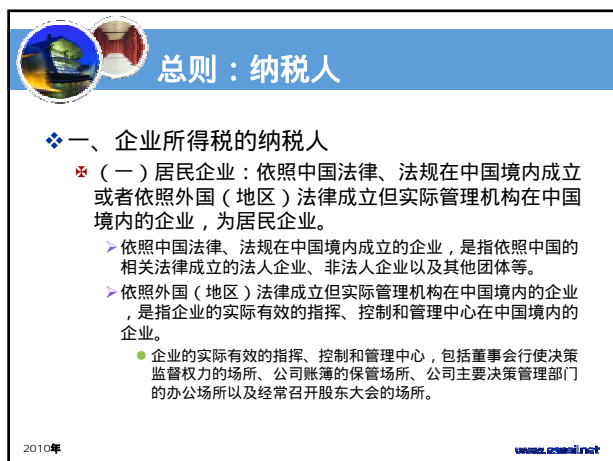 总则：纳税人
一、企业所得税的纳税人
（一）居民企业：依照中国法律、法规在中国境内成立
或者依照外国（地区）法律成立但实际管理机构在中国
境内的企业，为居民企业。
依照中国法律、法规在中国境内成立的企业，是指依照中国的
相关法律成立的法人企业、非法人企业以及其他团体等。
依照外国（地区）法律成立但实际管理机构在中国境内的企业
，是指企业的实际有效的指挥、控制和管理中心在中国境内的
企业。
企业的实际有效的指挥、控制和管理中心，包括董事会行使决策
监督权力的场所、公司账簿的保管场所、公司主要决策管理部门
的办公场所以及经常召开股东大会的场所。
2010年